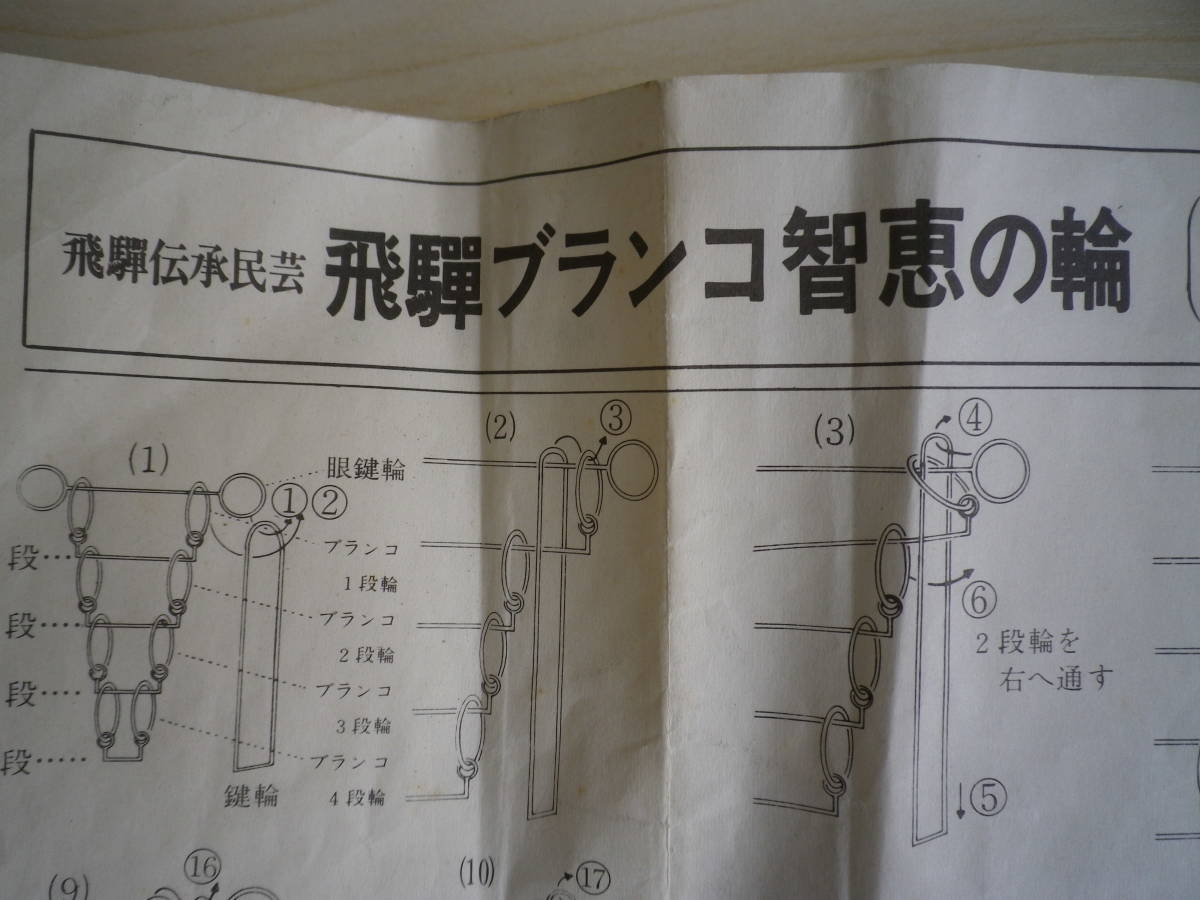 飛驒伝承民芸 飛驒ブランコ智恵の輪
(1)
眼鍵輪
①②
段‥‥
ブランコ
1段輪
段‥‥
ブランコ
2段輪
段‥‥
ブランコ
3段輪
段‥‥‥
ブランコ
4段輪
鍵輪
(2)
③
(3)
④
⑥
2段輪を
右へ通す
⑤
(9)
⑯
(10)
⑰